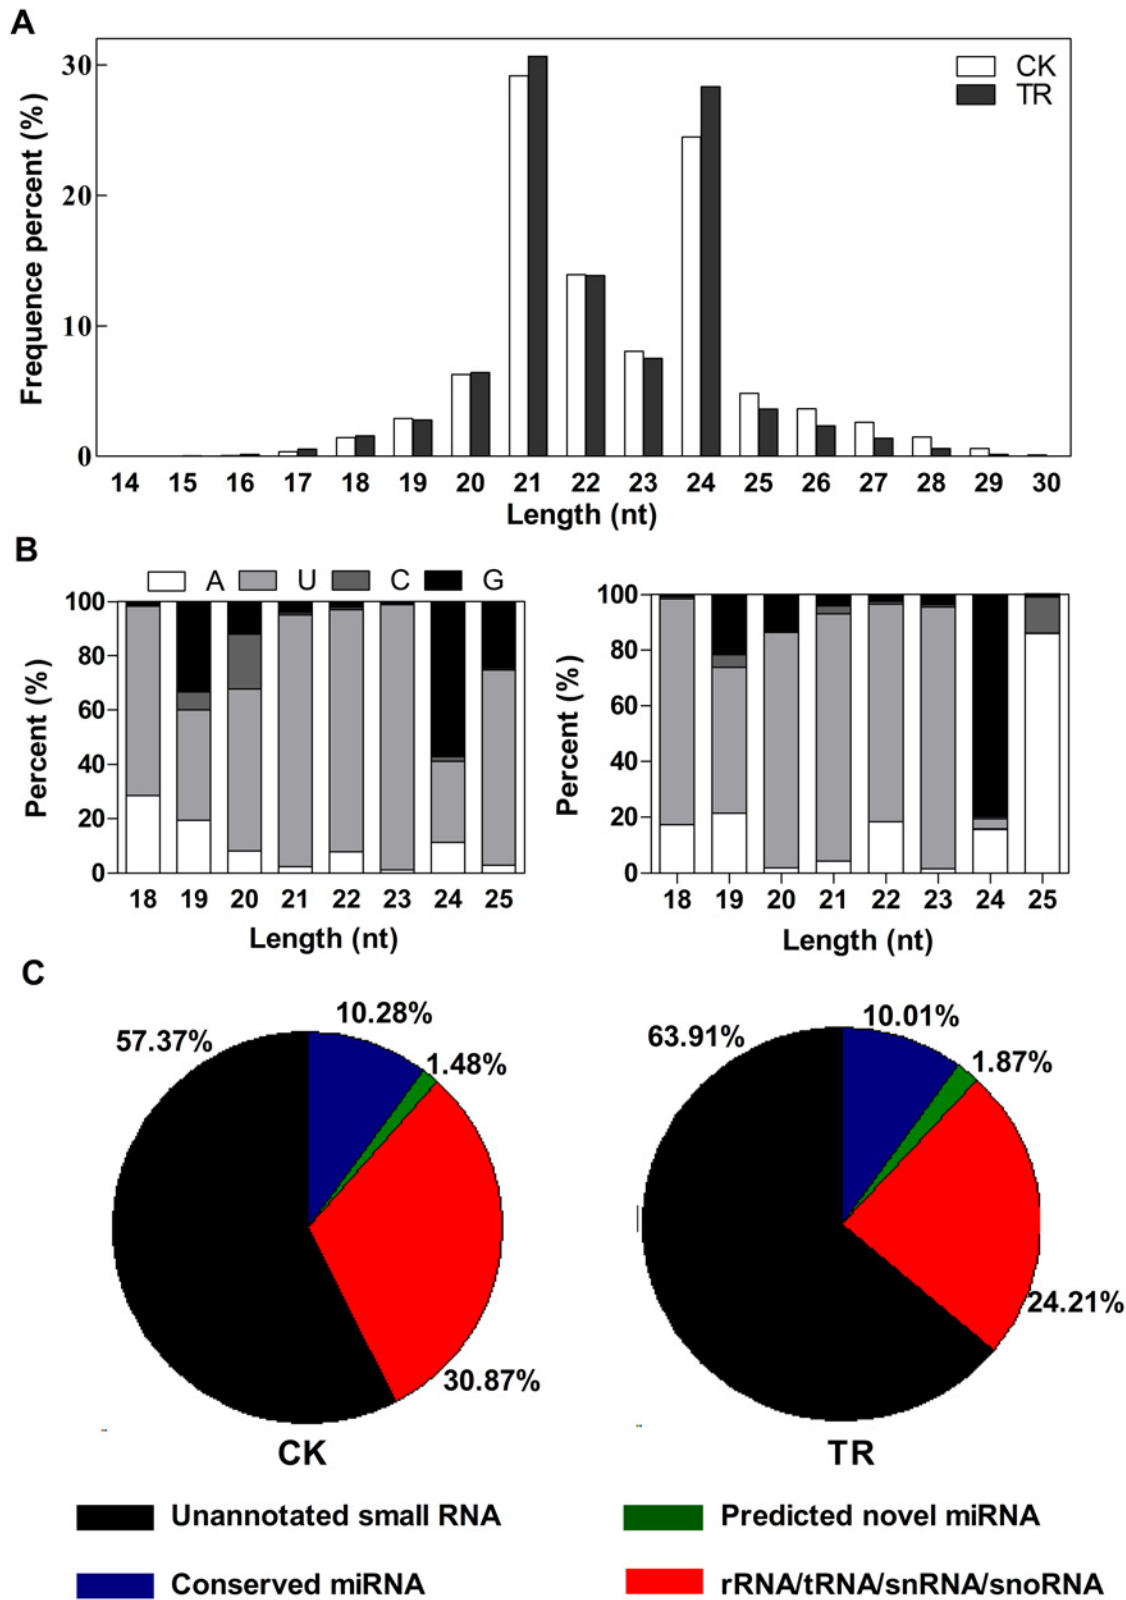 A
Frequence percent (%)
30
20
10
0
CK
TR
14 15 16 17 18 19 20 21 22 23 24 25 26 27 28 29 30
Length (nt)
B
A U C G
Percent (%)
100
80
60
40
20
0
18 19 20 21 22 23 24 25
Length (nt)
Percent (%)
100
80
60
40
20
0
18 19 20 21 22 23 24 25
Length (nt)
C
57.37%
10.28%
1.48%
30.87%
CK
63.91%
10.01%
1.87%
24.21%
TR
Unannotated small RNA
Predicted novel miRNA
Conserved miRNA
rRNA/tRNA/snRNA/snoRNA